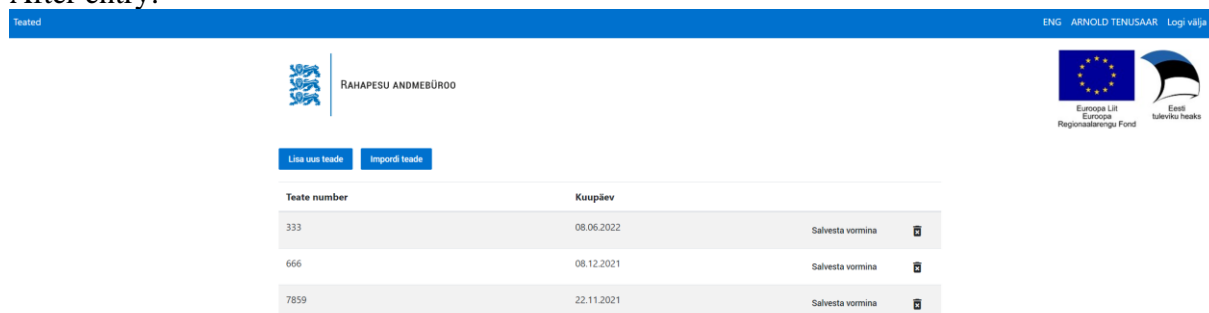 After entry:
Teated ENG ARNOLD TENUSAAR Logi välja
RAHAPESU ANDMEBÜROO
Euroopa Liit
Euroopa
Regionaalarengu Fond
Eesti
tuleviku heaks
Lisa uus teade Impordi teade
Teate number Kuupäev
333 08.06.2022 Salvesta vormina
666 08.12.2021 Salvesta vormina
7859 22.11.2021 Salvesta vormina